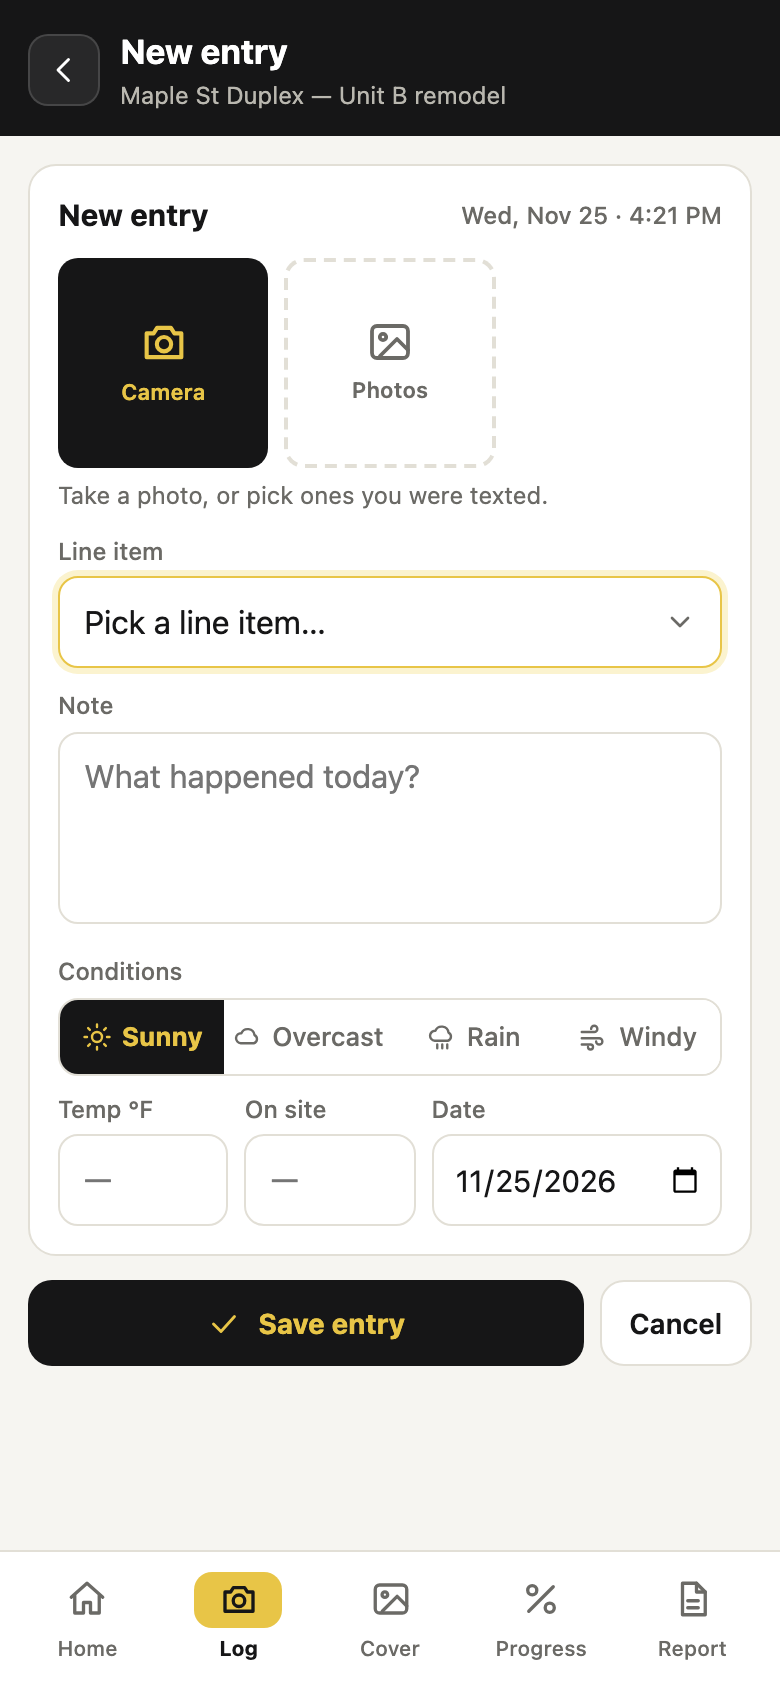 New entry
Maple St Duplex — Unit B remodel
New entry
Wed, Nov 25 · 4:21 PM
Camera
Photos
Take a photo, or pick ones you were texted.
Line item
Pick a line item...
Note
What happened today?
Conditions
Sunny
Overcast
Rain
Windy
Temp °F
On site
Date
—
—
11/25/2026
Save entry
Cancel
Home
Log
Cover
Progress
Report